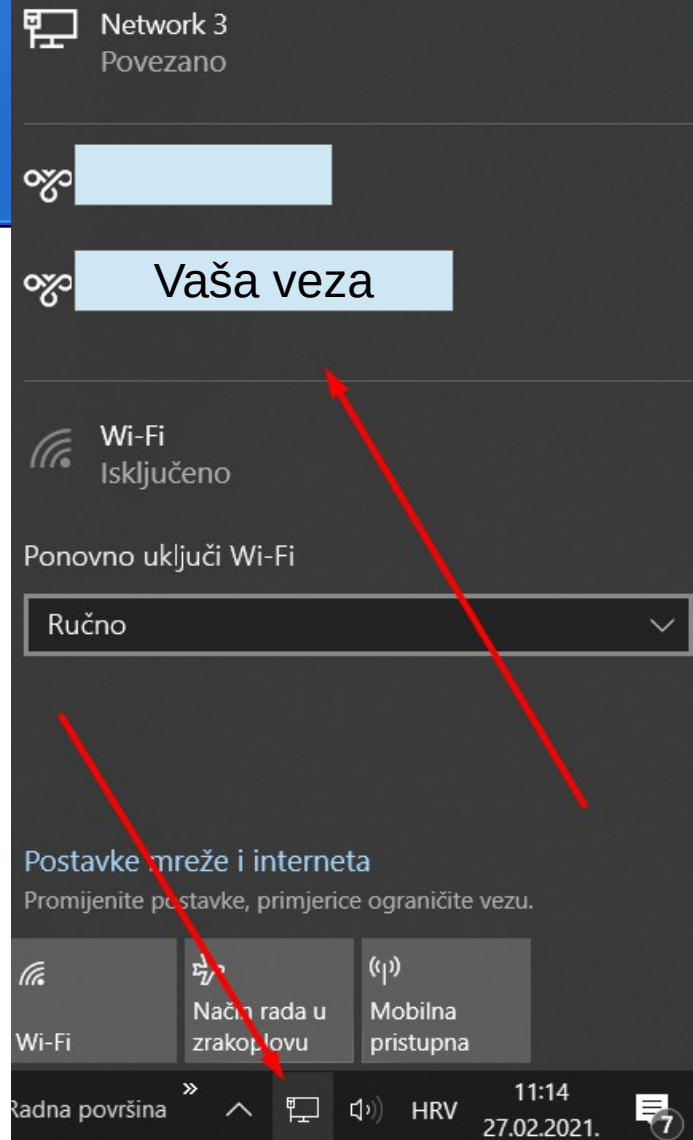 Network 3
Povezano
Vaša veza
Wi-Fi
Isključeno
Ponovno uključi Wi-Fi
Ručno
Postavke mreže i interneta
Promijenite postavke, primjerice ograničite vezu.
Wi-Fi
Način rada u
zrakoplovu
Mobilna
pristupna
Radna površina
»
HRV
11:14
27.02.2021.
7